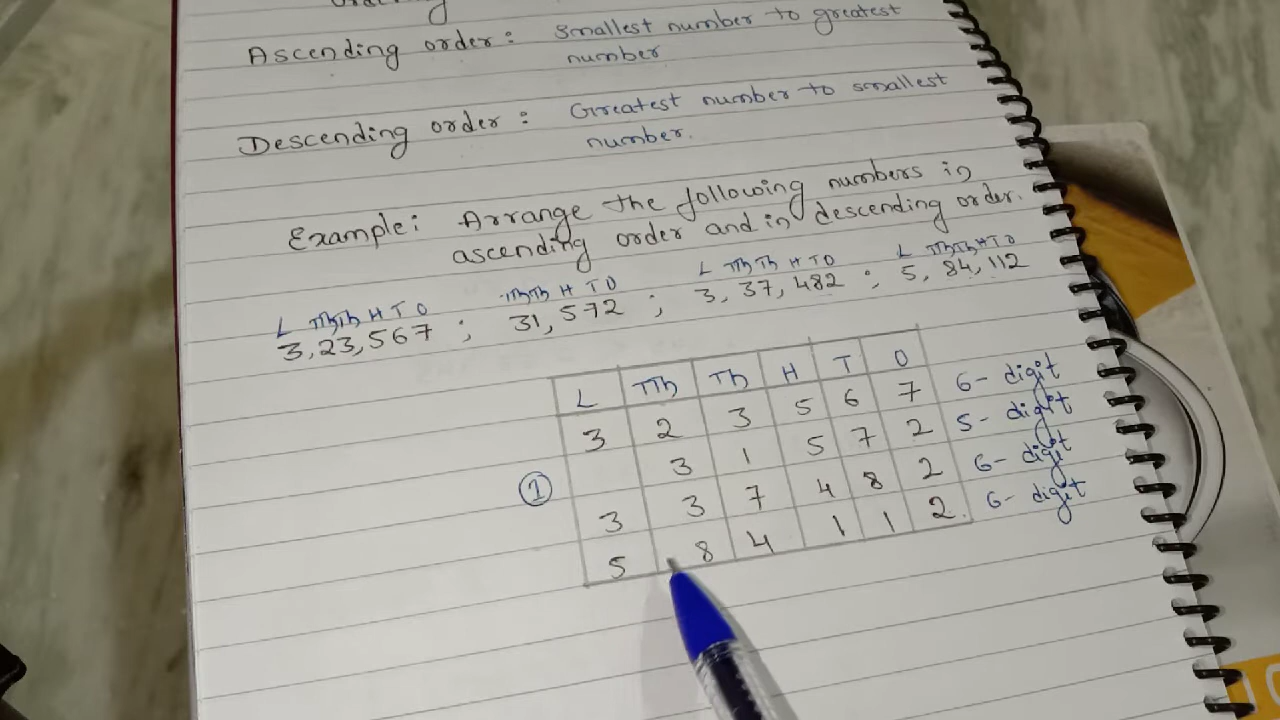 Ascending order: Smallest number to greatest
number
Descending order: Greatest number to smallest
number.
Example: Arrange the following numbers in
ascending order and in descending order.
L TTh Th H T O TTh Th H T O L TTh Th H T O L TTh Th H T O
3,23,567 ; 31,572 ; 3,37,482 ; 5,84,112
L TTh Th H T O
3 2 3 5 6 7 6-digit
① 3 1 5 7 2 5-digit
3 3 7 4 8 2 6-digit
5 8 4 1 1 2. 6-digit